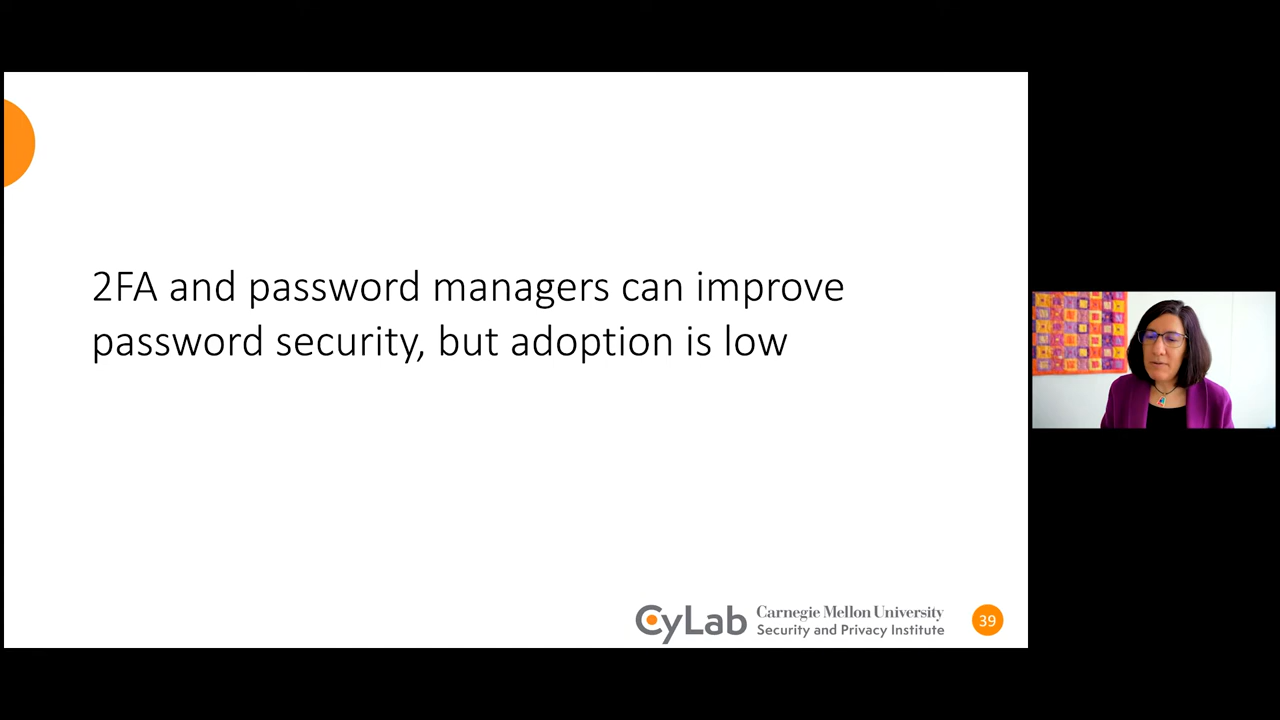 2FA and password managers can improve
password security, but adoption is low
CyLab
Carnegie Mellon University
Security and Privacy Institute
39